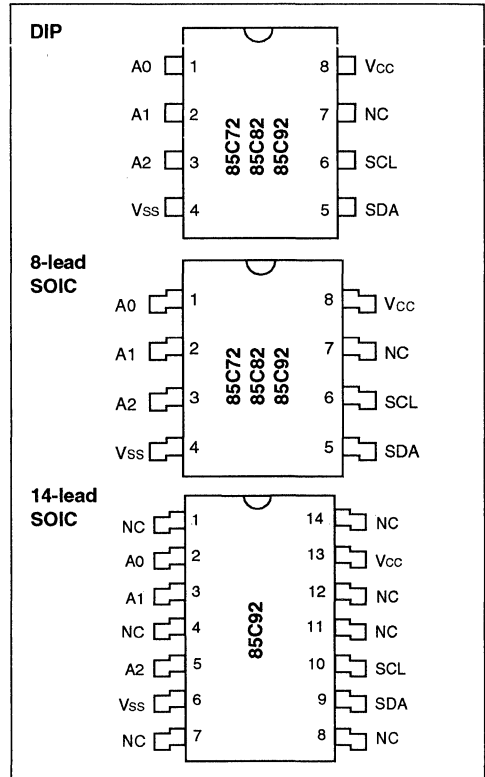 DIP
A0 1 8 Vcc
A1 2 7 NC
A2 3 6 SCL
Vss 4 5 SDA
85C72
85C82
85C92
8-lead
SOIC
A0 1 8 Vcc
A1 2 7 NC
A2 3 6 SCL
Vss 4 5 SDA
85C72
85C82
85C92
14-lead
SOIC
NC 1 14 NC
A0 2 13 Vcc
A1 3 12 NC
NC 4 11 NC
A2 5 10 SCL
Vss 6 9 SDA
NC 7 8 NC
85C92